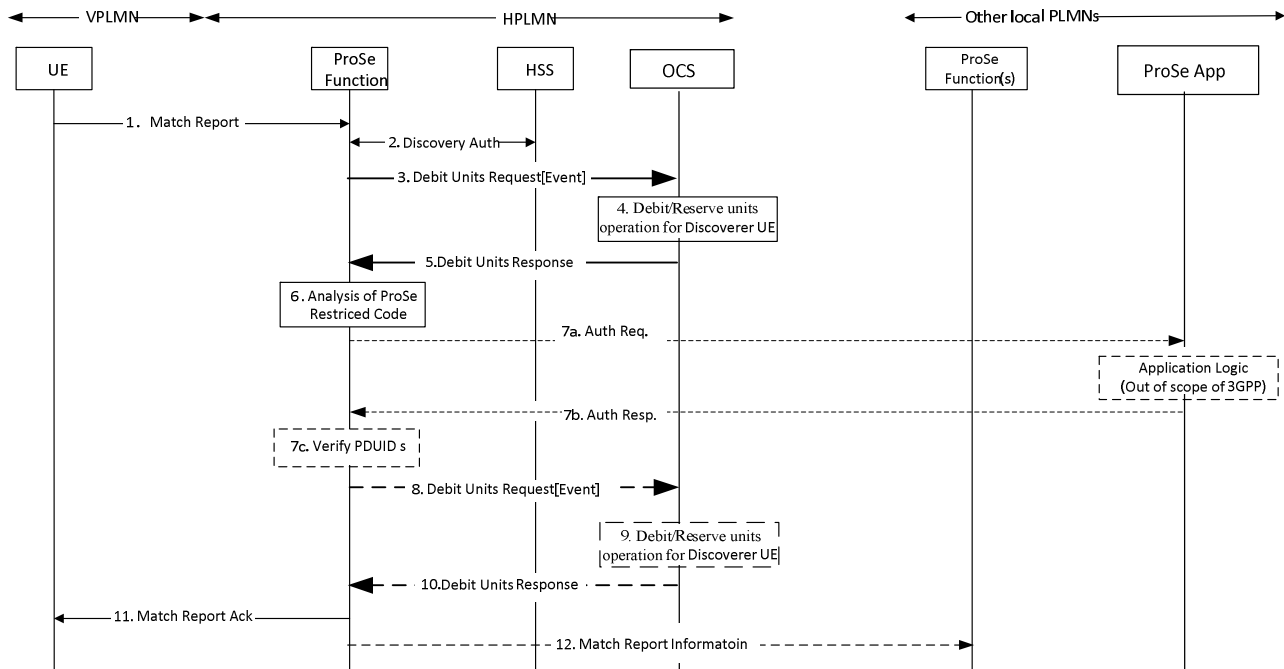 VPLMN
HPLMN
Other local PLMNs
UE
ProSe
Function
HSS
OCS
ProSe
Function(s)
ProSe App
1. Match Report
2. Discovery Auth
3. Debit Units Request[Event]
4. Debit/Reserve units
operation for Discoverer UE
5.Debit Units Response
6. Analysis of ProSe
Restriced Code
7a. Auth Req.
Application Logic
(Out of scope of 3GPP)
7b. Auth Resp.
7c. Verify PDUID s
8. Debit Units Request[Event]
9. Debit/Reserve units
operation for Discoverer UE
10.Debit Units Response
11. Match Report Ack
12. Match Report Informatoin